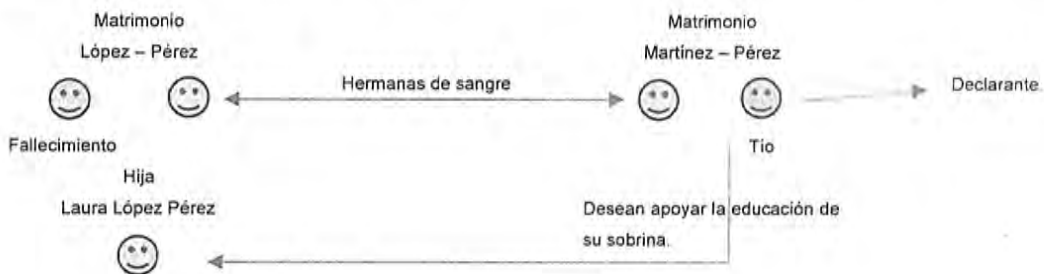 Matrimonio
López – Pérez
Matrimonio
Martínez – Pérez
Hermanas de sangre
Declarante.
Fallecimiento
Tío
Hija
Laura López Pérez
Desean apoyar la educación de
su sobrina.